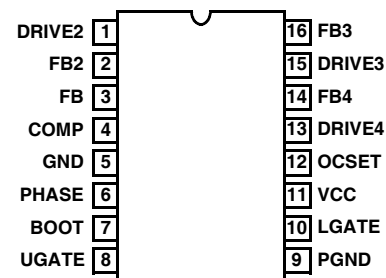 DRIVE2 1 16 FB3
FB2 2 15 DRIVE3
FB 3 14 FB4
COMP 4 13 DRIVE4
GND 5 12 OCSET
PHASE 6 11 VCC
BOOT 7 10 LGATE
UGATE 8 9 PGND